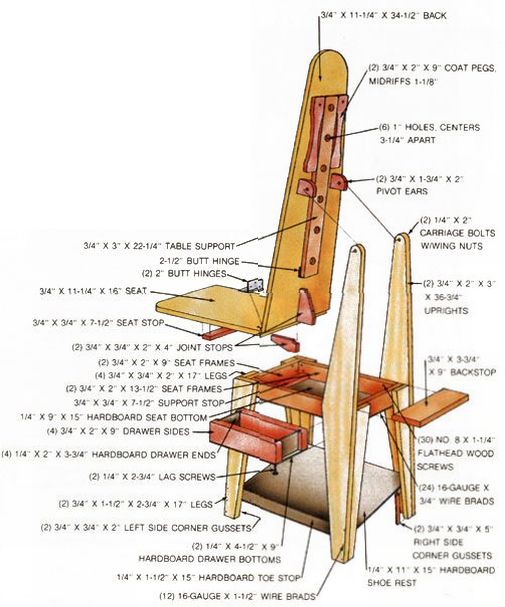 3/4" X 11-1/4" X 34-1/2" BACK
(2) 3/4" X 2" X 9" COAT PEGS,
MIDRIFFS 1-1/8"
(6) 1" HOLES, CENTERS
3-1/4" APART
(2) 3/4" X 1-3/4" X 2"
PIVOT EARS
(2) 1/4" X 2"
CARRIAGE BOLTS
W/WING NUTS
3/4" X 3" X 22-1/4" TABLE SUPPORT
2-1/2" BUTT HINGE
(2) 2" BUTT HINGES
3/4" X 11-1/4" X 16" SEAT
(2) 3/4" X 2" X 3"
X 36-3/4"
UPRIGHTS
3/4" X 3/4" X 7-1/2" SEAT STOP
(2) 3/4" X 3/4" X 2" X 4" JOINT STOPS
(2) 3/4" X 2" X 9" SEAT FRAMES
(4) 3/4" X 3/4" X 2" X 17" LEGS
(2) 3/4" X 2" X 13-1/2" SEAT FRAMES
3/4" X 3/4" X 7-1/2" SUPPORT STOP
1/4" X 9" X 15" HARDBOARD SEAT BOTTOM
(4) 3/4" X 2" X 9" DRAWER SIDES
3/4" X 3-3/4"
X 9" BACKSTOP
(4) 1/4" X 2" X 3-3/4" HARDBOARD DRAWER ENDS
(30) NO. 8 X 1-1/4"
FLATHEAD WOOD
SCREWS
(2) 1/4" X 2-3/4" LAG SCREWS
(24) 16-GAUGE X
3/4" WIRE BRADS
(2) 3/4" X 1-1/2" X 2-3/4" X 17" LEGS
(2) 3/4" X 3/4" X 2" LEFT SIDE CORNER GUSSETS
(2) 3/4" X 3/4" X 5"
RIGHT SIDE
CORNER GUSSETS
(2) 1/4" X 4-1/2" X 9"
HARDBOARD DRAWER BOTTOMS
1/4" X 11" X 15" HARDBOARD
SHOE REST
1/4" X 1-1/2" X 15" HARDBOARD TOE STOP
(12) 16-GAUGE X 1-1/2" WIRE BRADS